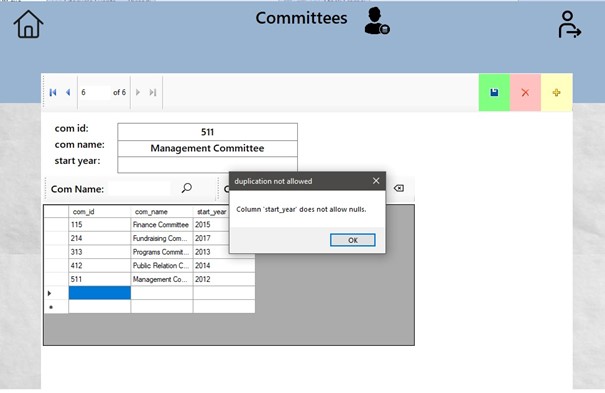 Committees
6 of 6
com id: 511
com name: Management Committee
start year:
Com Name:
duplication not allowed
Column 'start_year' does not allow nulls.
OK
com_id com_name start_year
115 Finance Committee 2015
214 Fundraising Com... 2017
313 Programs Commit... 2013
412 Public Relation C... 2014
511 Management Co... 2012